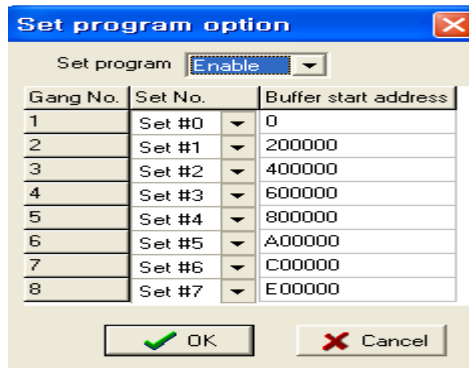 Set program option
Set program Enable
Gang No. Set No. Buffer start address
1 Set #0 0
2 Set #1 200000
3 Set #2 400000
4 Set #3 600000
5 Set #4 800000
6 Set #5 A00000
7 Set #6 C00000
8 Set #7 E00000
OK Cancel